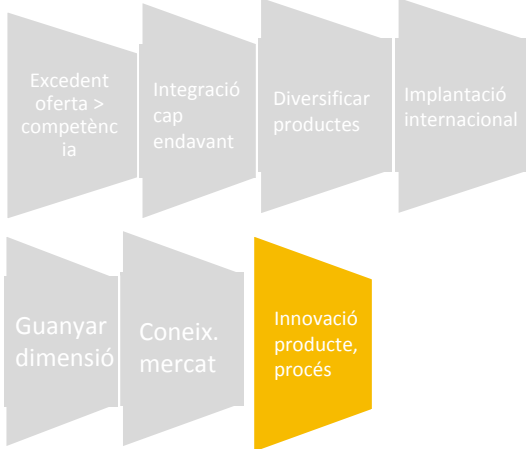 Excedent
oferta >
competènc
ia
Integració
cap
endavant
Diversificar
productes
Implantació
internacional
Guanyar
dimensió
Coneix.
mercat
Innovació
producte,
procés